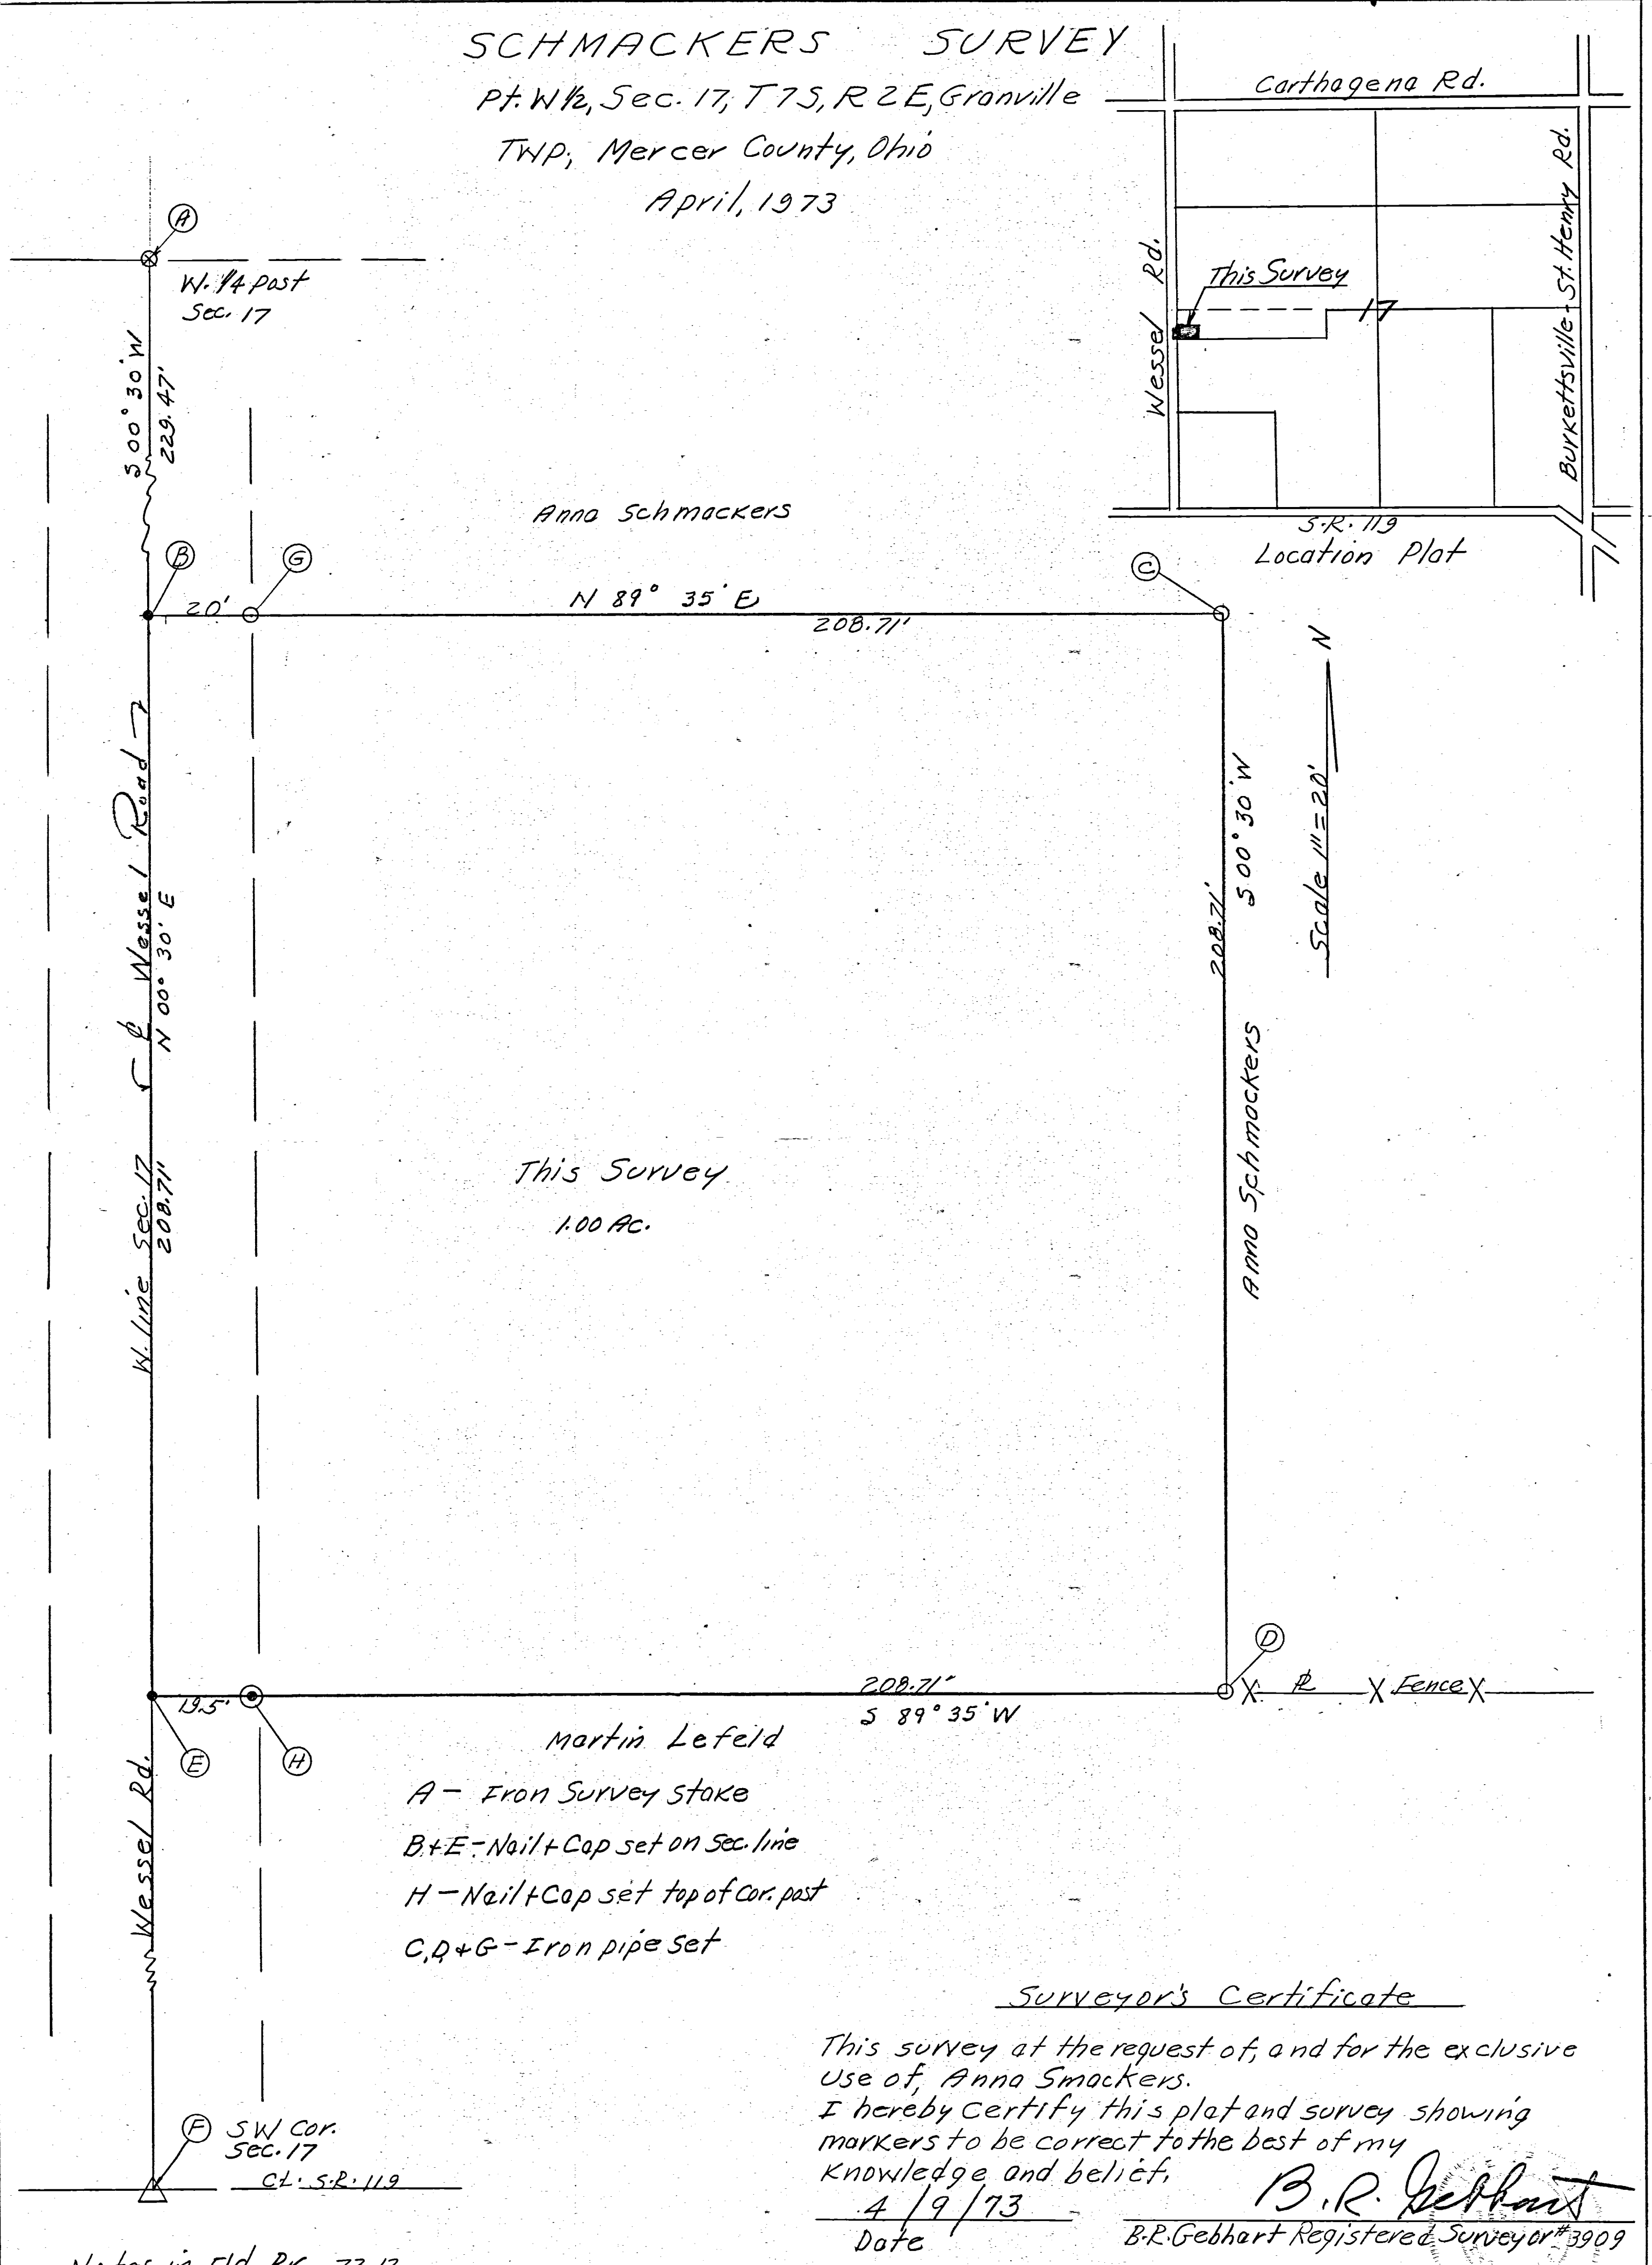 SCHMACKERS SURVEY
Pt. W½, Sec. 17, T7S, R2E, Granville
TWP., Mercer County, Ohio
April, 1973
Carthagena Rd.
Wessel Rd.
Burkettsville-St. Henry Rd.
This Survey
17
S.R. 119
Location Plat
A
W. 1/4 post
Sec. 17
S 00° 30' W
229.47'
Anna Schmackers
B
G
C
20'
N 89° 35' E
208.71'
N
Scale 1"=20'
S 00° 30' W
208.71'
Anna Schmackers
Wessel Road
N 00° 30' E
W. line Sec. 17
208.71'
This Survey
1.00 Ac.
D
19.5'
208.71'
S 89° 35' W
X X Fence X
E
H
Martin Lefeld
A - Iron Survey stake
B+E - Nail + Cap set on Sec. line
H - Nail + Cap set top of Cor. post
C, D + G - Iron pipe set
Wessel Rd.
Surveyor's Certificate
This survey at the request of, and for the exclusive
Use of, Anna Smackers.
I hereby Certify this plat and survey showing
markers to be correct to the best of my
Knowledge and belief.
F SW Cor.
Sec. 17
CL. S.R. 119
4/9/73
Date
B.R. Gebhart
B.R. Gebhart Registered Surveyor #3909
Notes in Fld. Bk.